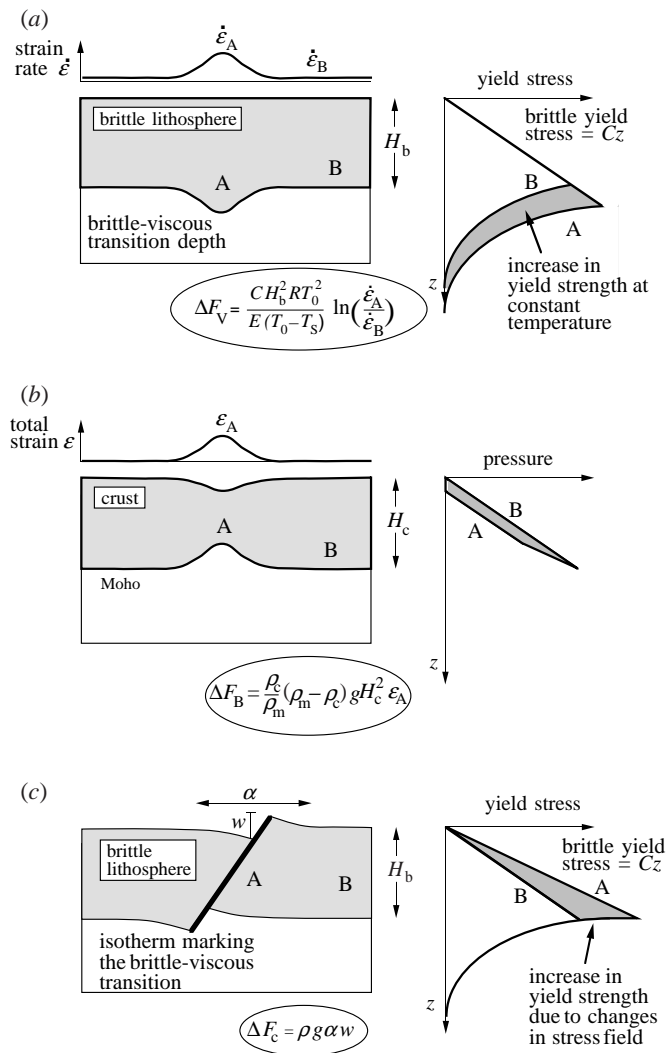 (a)
strain
rate ε̇
ε̇A
ε̇B
brittle lithosphere
A
B
Hb
brittle-viscous
transition depth
yield stress
brittle yield
stress = Cz
B
A
z
increase in
yield strength at
constant
temperature
ΔFV = CHb²RT0² / E(T0–TS) ln(ε̇A/ε̇B)
(b)
total
strain ε
εA
crust
A
B
Hc
Moho
pressure
B
A
z
ΔFB = ρc/ρm (ρm – ρc) gHc² εA
(c)
α
w
brittle
lithosphere
A
B
Hb
isotherm marking
the brittle-viscous
transition
yield stress
brittle yield
stress = Cz
A
B
z
increase in
yield strength
due to changes
in stress field
ΔFc = ρgαw